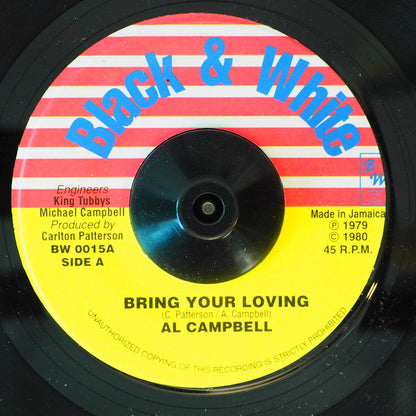 Black & White
B
W
Engineers
King Tubbys
Michael Campbell
Produced by
Carlton Patterson
BW 0015A
SIDE A
Made in Jamaica
Ⓟ 1979
© 1980
45 R.P.M.
BRING YOUR LOVING
(C. Patterson / A. Campbell)
AL CAMPBELL
UNAUTHORIZED COPYING OF THIS RECORDING IS STRICTLY PROHIBITED